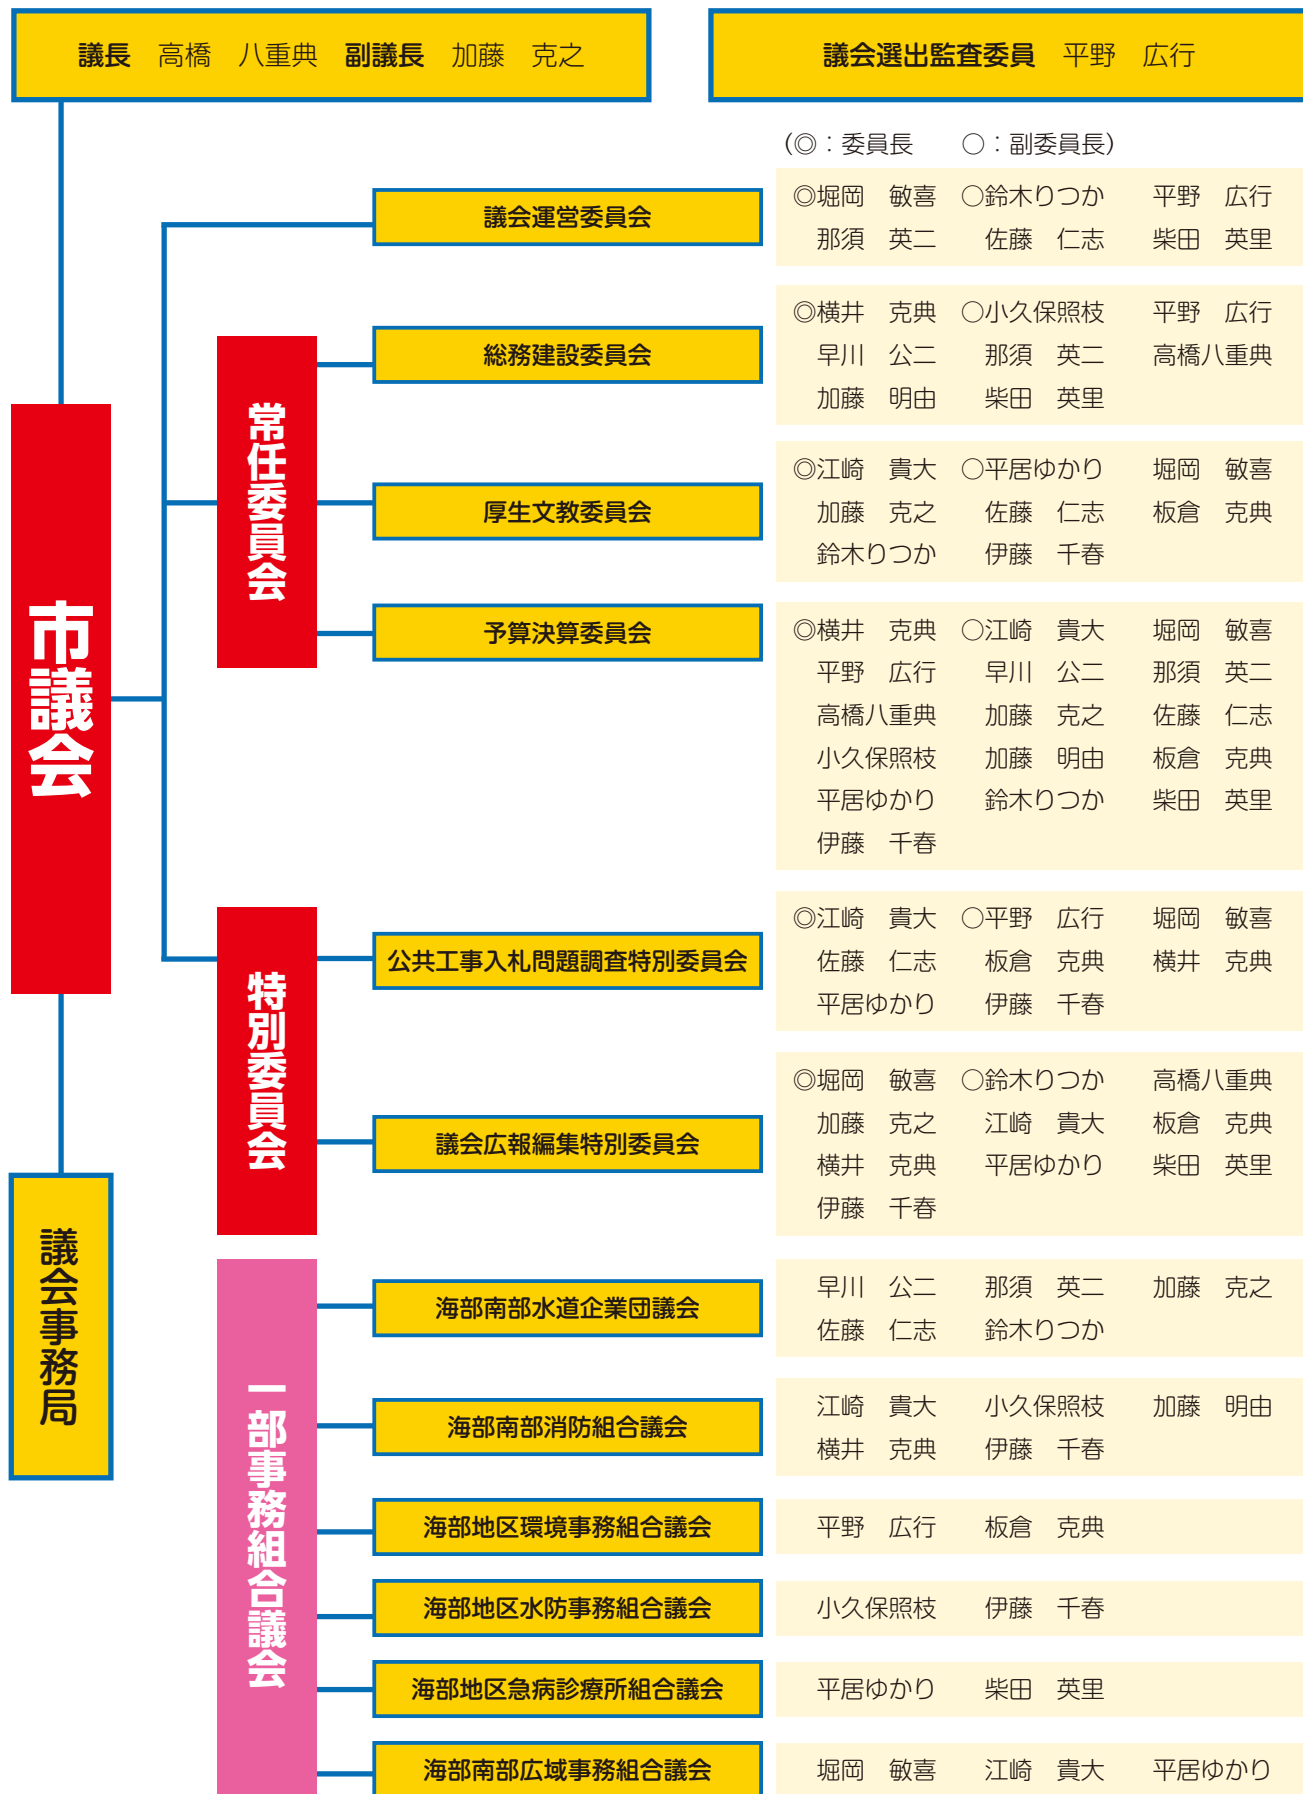 議長　高橋　八重典　副議長　加藤　克之
議会選出監査委員　平野　広行
（◎：委員長　　○：副委員長）
市議会
議会事務局
議会運営委員会
◎堀岡　敏喜　○鈴木りつか　　平野　広行
那須　英二　　佐藤　仁志　　柴田　英里
常任委員会
総務建設委員会
◎横井　克典　○小久保照枝　　平野　広行
早川　公二　　那須　英二　　高橋八重典
加藤　明由　　柴田　英里
厚生文教委員会
◎江崎　貴大　○平居ゆかり　　堀岡　敏喜
加藤　克之　　佐藤　仁志　　板倉　克典
鈴木りつか　　伊藤　千春
予算決算委員会
◎横井　克典　○江崎　貴大　　堀岡　敏喜
平野　広行　　早川　公二　　那須　英二
高橋八重典　　加藤　克之　　佐藤　仁志
小久保照枝　　加藤　明由　　板倉　克典
平居ゆかり　　鈴木りつか　　柴田　英里
伊藤　千春
特別委員会
公共工事入札問題調査特別委員会
◎江崎　貴大　○平野　広行　　堀岡　敏喜
佐藤　仁志　　板倉　克典　　横井　克典
平居ゆかり　　伊藤　千春
議会広報編集特別委員会
◎堀岡　敏喜　○鈴木りつか　　高橋八重典
加藤　克之　　江崎　貴大　　板倉　克典
横井　克典　　平居ゆかり　　柴田　英里
伊藤　千春
一部事務組合議会
海部南部水道企業団議会
早川　公二　　那須　英二　　加藤　克之
佐藤　仁志　　鈴木りつか
海部南部消防組合議会
江崎　貴大　　小久保照枝　　加藤　明由
横井　克典　　伊藤　千春
海部地区環境事務組合議会
平野　広行　　板倉　克典
海部地区水防事務組合議会
小久保照枝　　伊藤　千春
海部地区急病診療所組合議会
平居ゆかり　　柴田　英里
海部南部広域事務組合議会
堀岡　敏喜　　江崎　貴大　　平居ゆかり